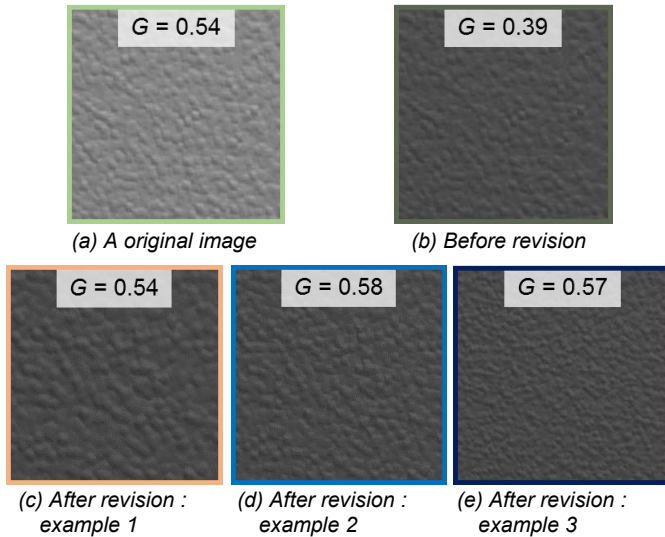 G = 0.54
G = 0.39
(a) A original image
(b) Before revision
G = 0.54
G = 0.58
G = 0.57
(c) After revision :
example 1
(d) After revision :
example 2
(e) After revision :
example 3